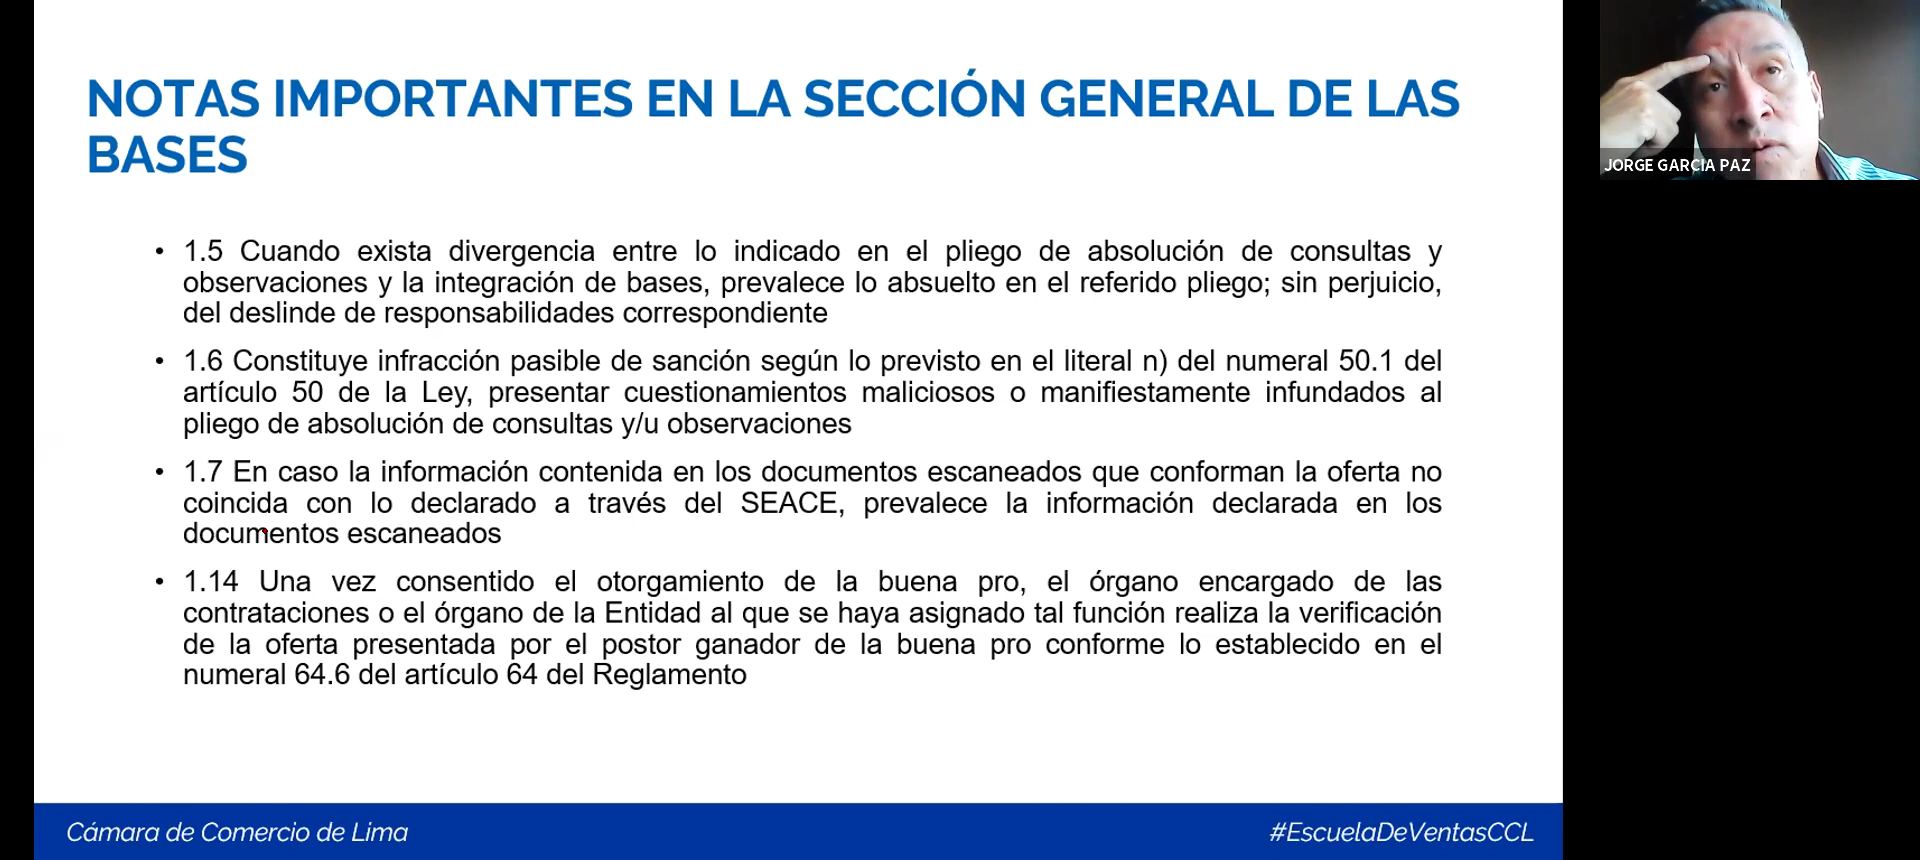 NOTAS IMPORTANTES EN LA SECCIÓN GENERAL DE LAS
BASES
JORGE GARCIA PAZ
• 1.5 Cuando exista divergencia entre lo indicado en el pliego de absolución de consultas y
observaciones y la integración de bases, prevalece lo absuelto en el referido pliego; sin perjuicio,
del deslinde de responsabilidades correspondiente
• 1.6 Constituye infracción pasible de sanción según lo previsto en el literal n) del numeral 50.1 del
artículo 50 de la Ley, presentar cuestionamientos maliciosos o manifiestamente infundados al
pliego de absolución de consultas y/u observaciones
• 1.7 En caso la información contenida en los documentos escaneados que conforman la oferta no
coincida con lo declarado a través del SEACE, prevalece la información declarada en los
documentos escaneados
• 1.14 Una vez consentido el otorgamiento de la buena pro, el órgano encargado de las
contrataciones o el órgano de la Entidad al que se haya asignado tal función realiza la verificación
de la oferta presentada por el postor ganador de la buena pro conforme lo establecido en el
numeral 64.6 del artículo 64 del Reglamento
Cámara de Comercio de Lima
#EscuelaDeVentasCCL